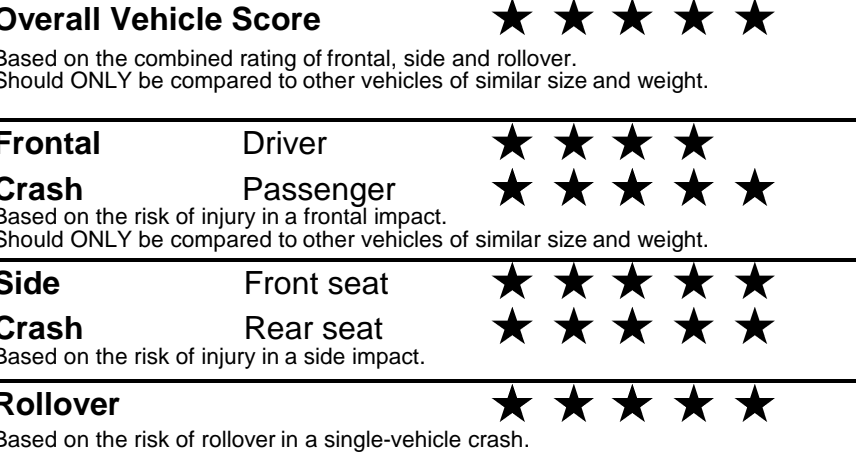 Overall Vehicle Score ★ ★ ★ ★ ★
Based on the combined rating of frontal, side and rollover.
Should ONLY be compared to other vehicles of similar size and weight.
Frontal Driver ★ ★ ★ ★
Crash Passenger ★ ★ ★ ★ ★
Based on the risk of injury in a frontal impact.
Should ONLY be compared to other vehicles of similar size and weight.
Side Front seat ★ ★ ★ ★ ★
Crash Rear seat ★ ★ ★ ★ ★
Based on the risk of injury in a side impact.
Rollover ★ ★ ★ ★ ★
Based on the risk of rollover in a single-vehicle crash.